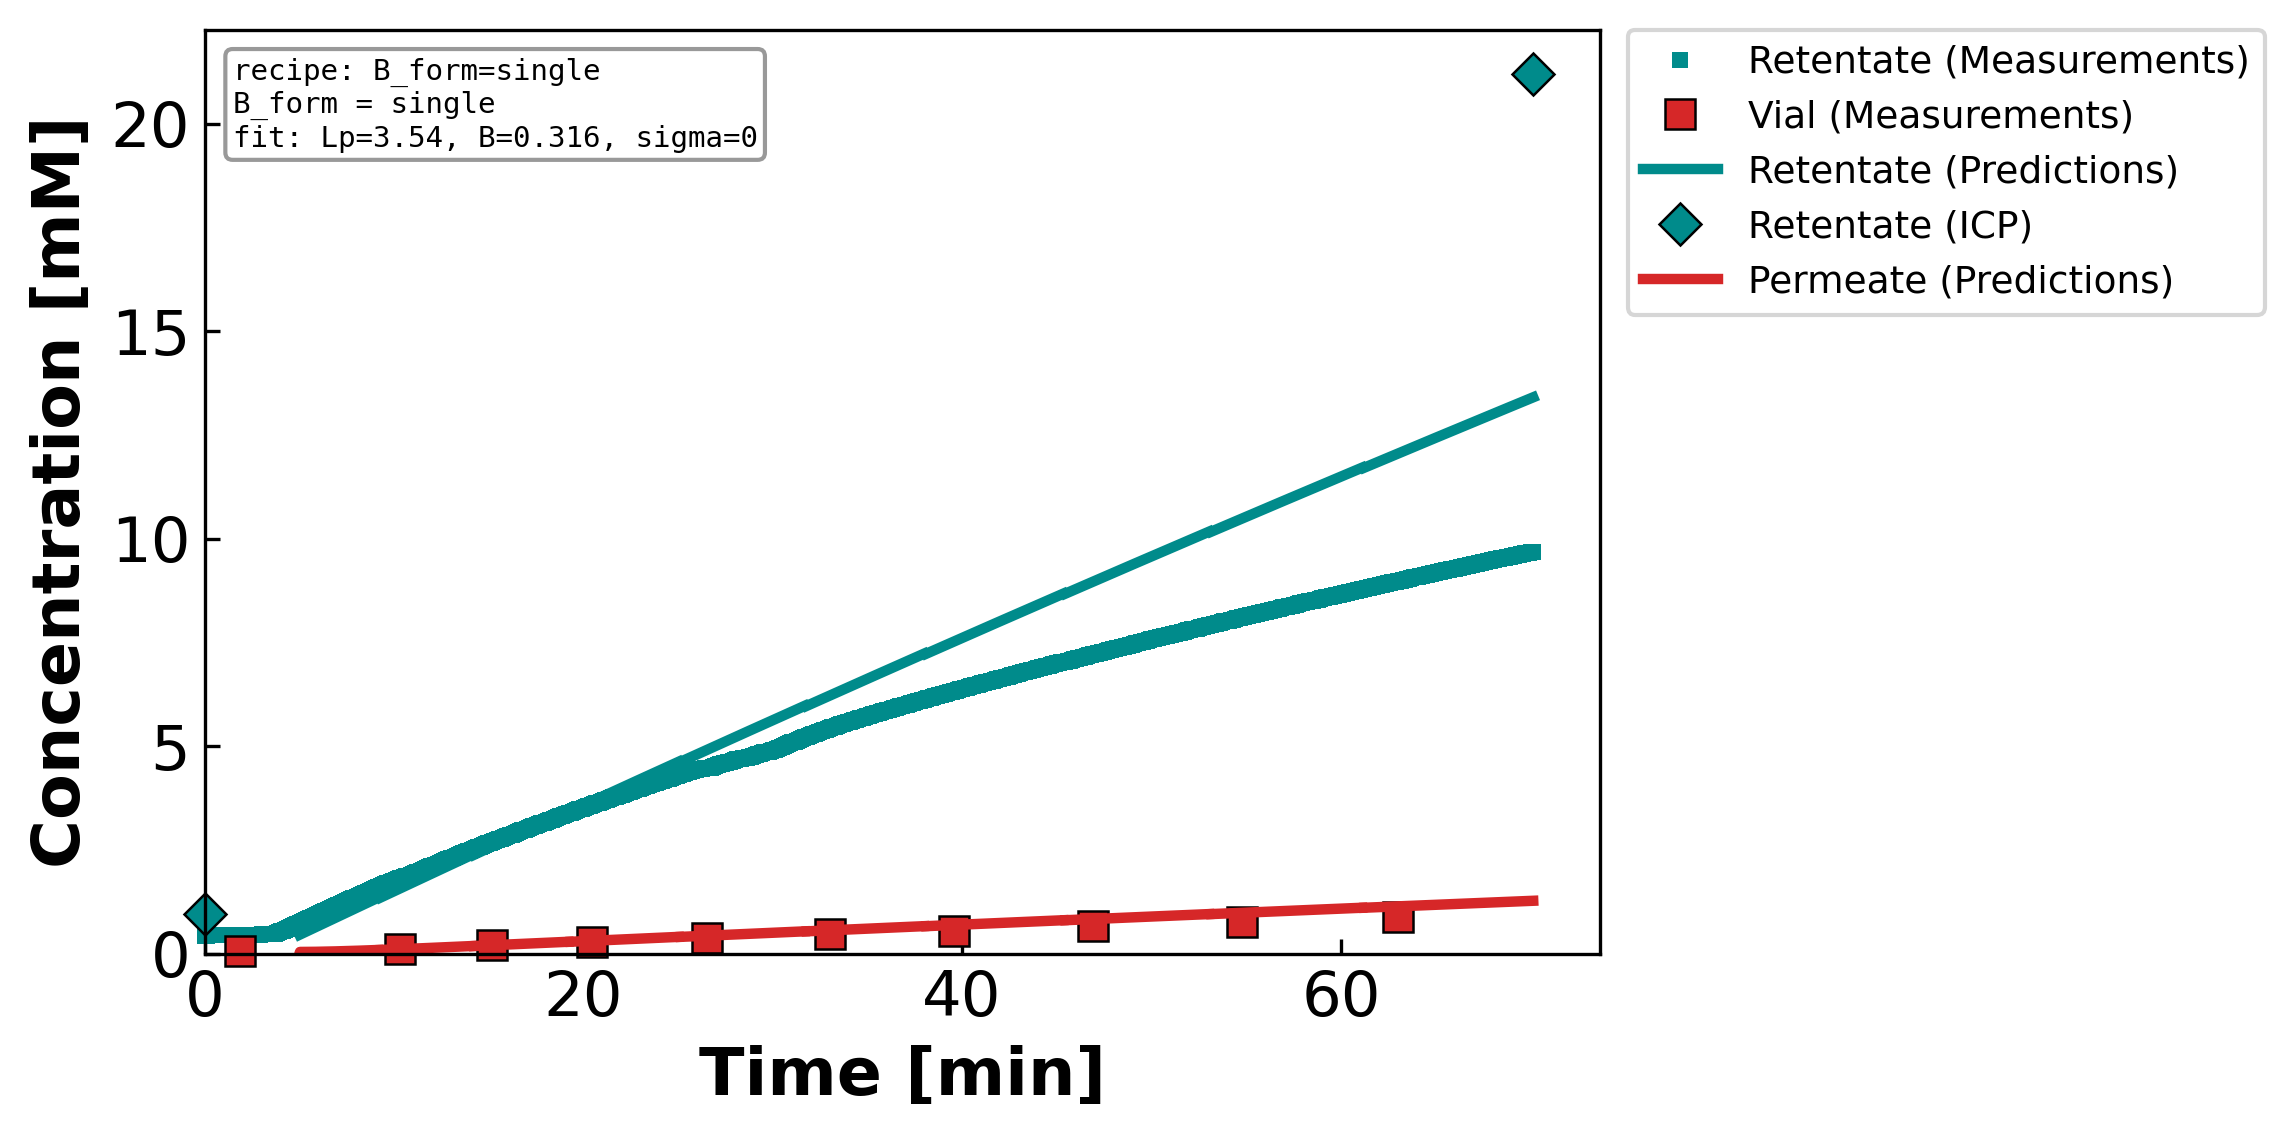 recipe: B_form=single
B_form = single
fit: Lp=3.54, B=0.316, sigma=0
Retentate (Measurements)
Vial (Measurements)
Retentate (Predictions)
Retentate (ICP)
Permeate (Predictions)
Concentration [mM]
20
15
10
5
0
0
20
40
60
Time [min]